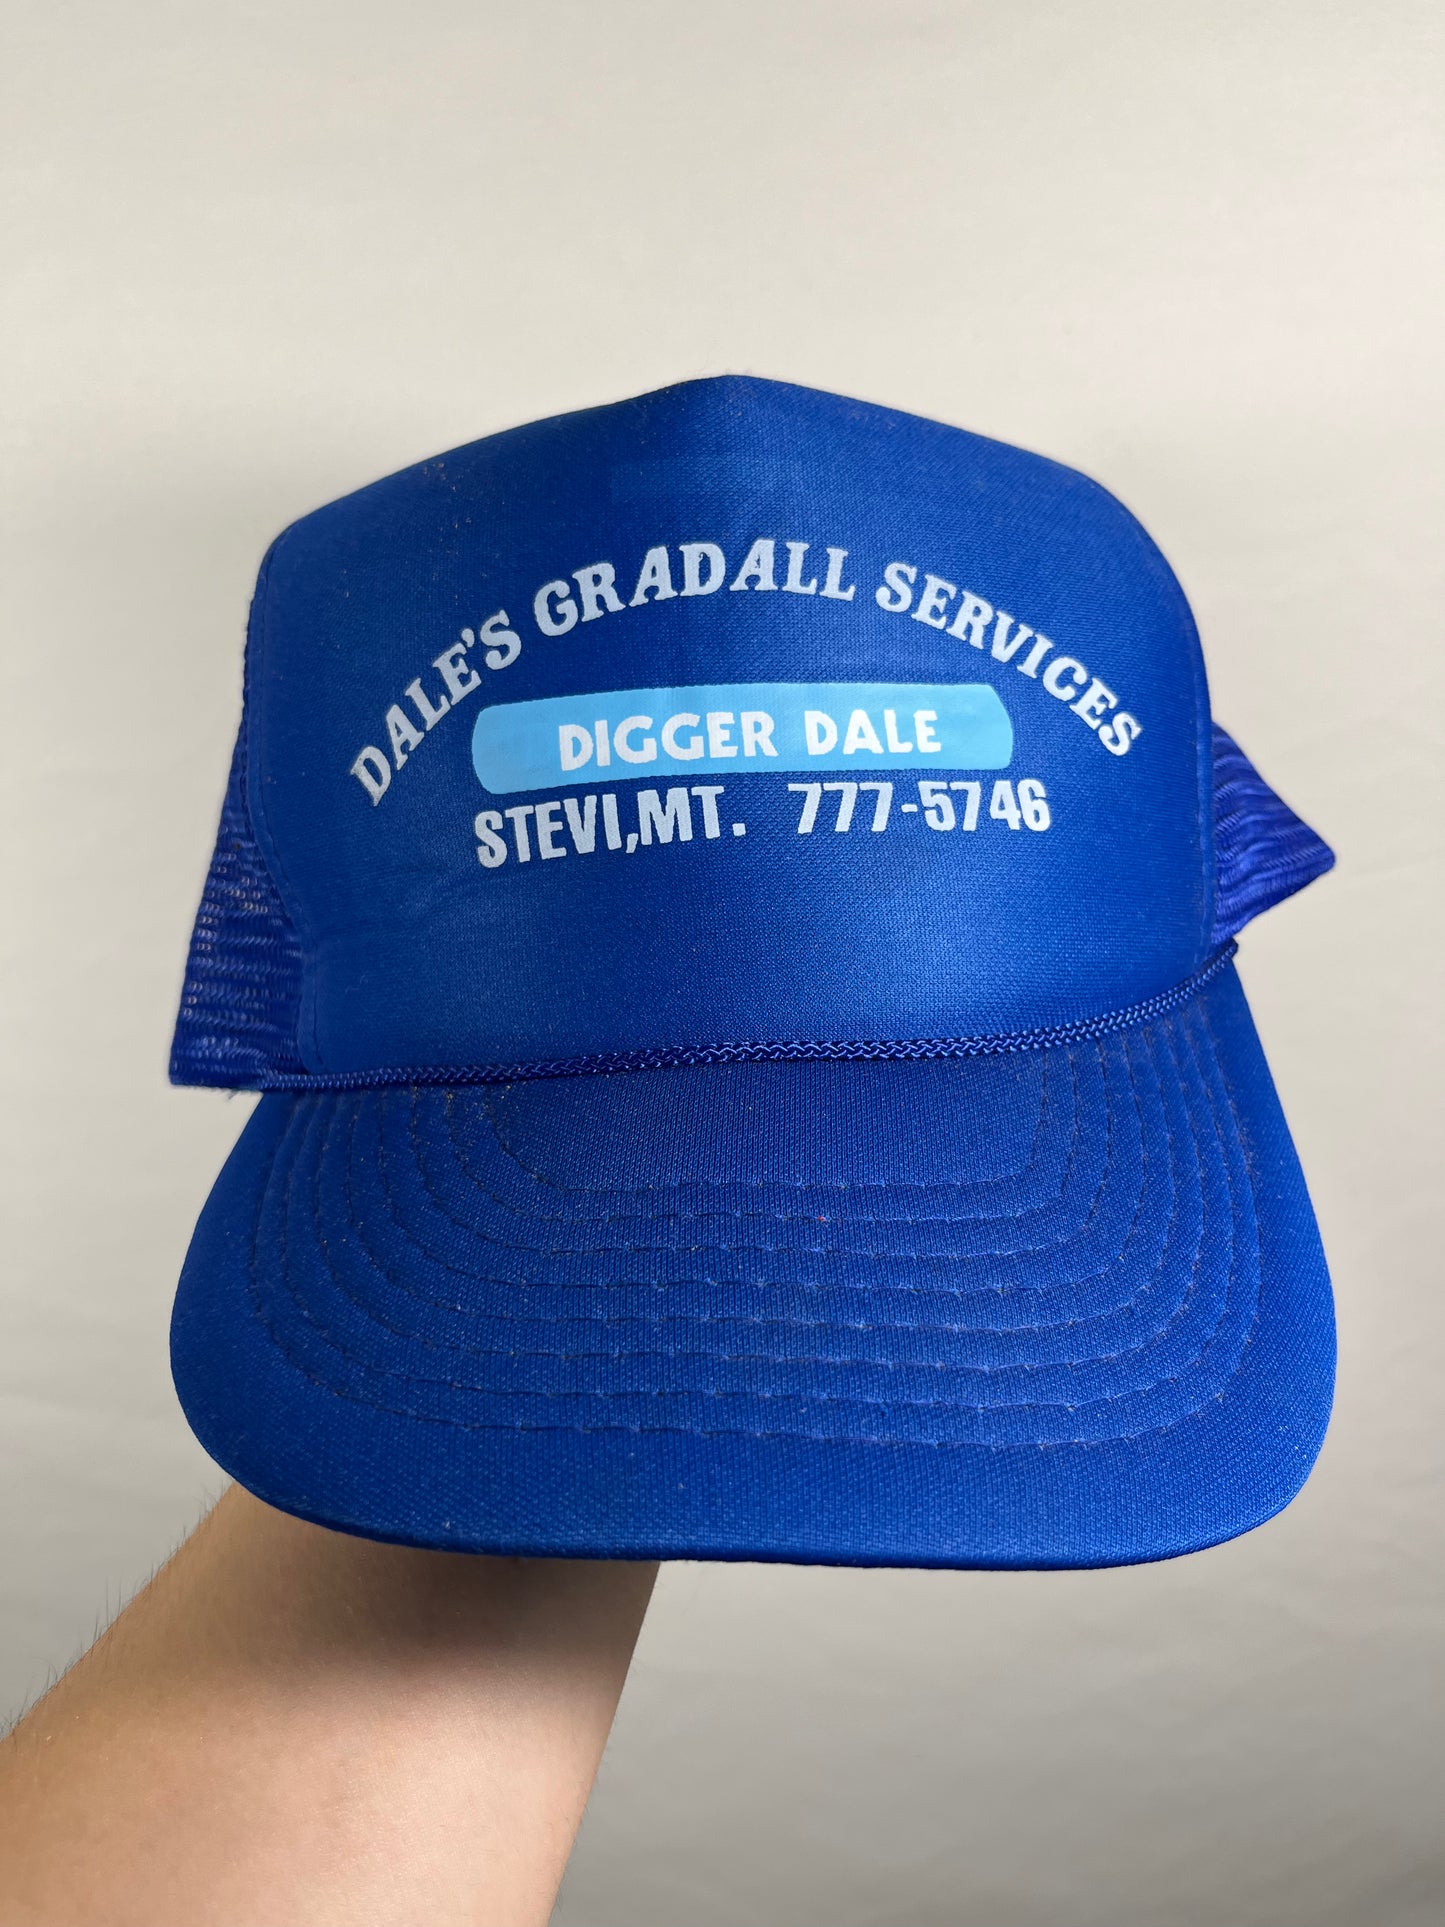 DALE'S GRADALL SERVICES
DIGGER DALE
STEVI,MT. 777-5746